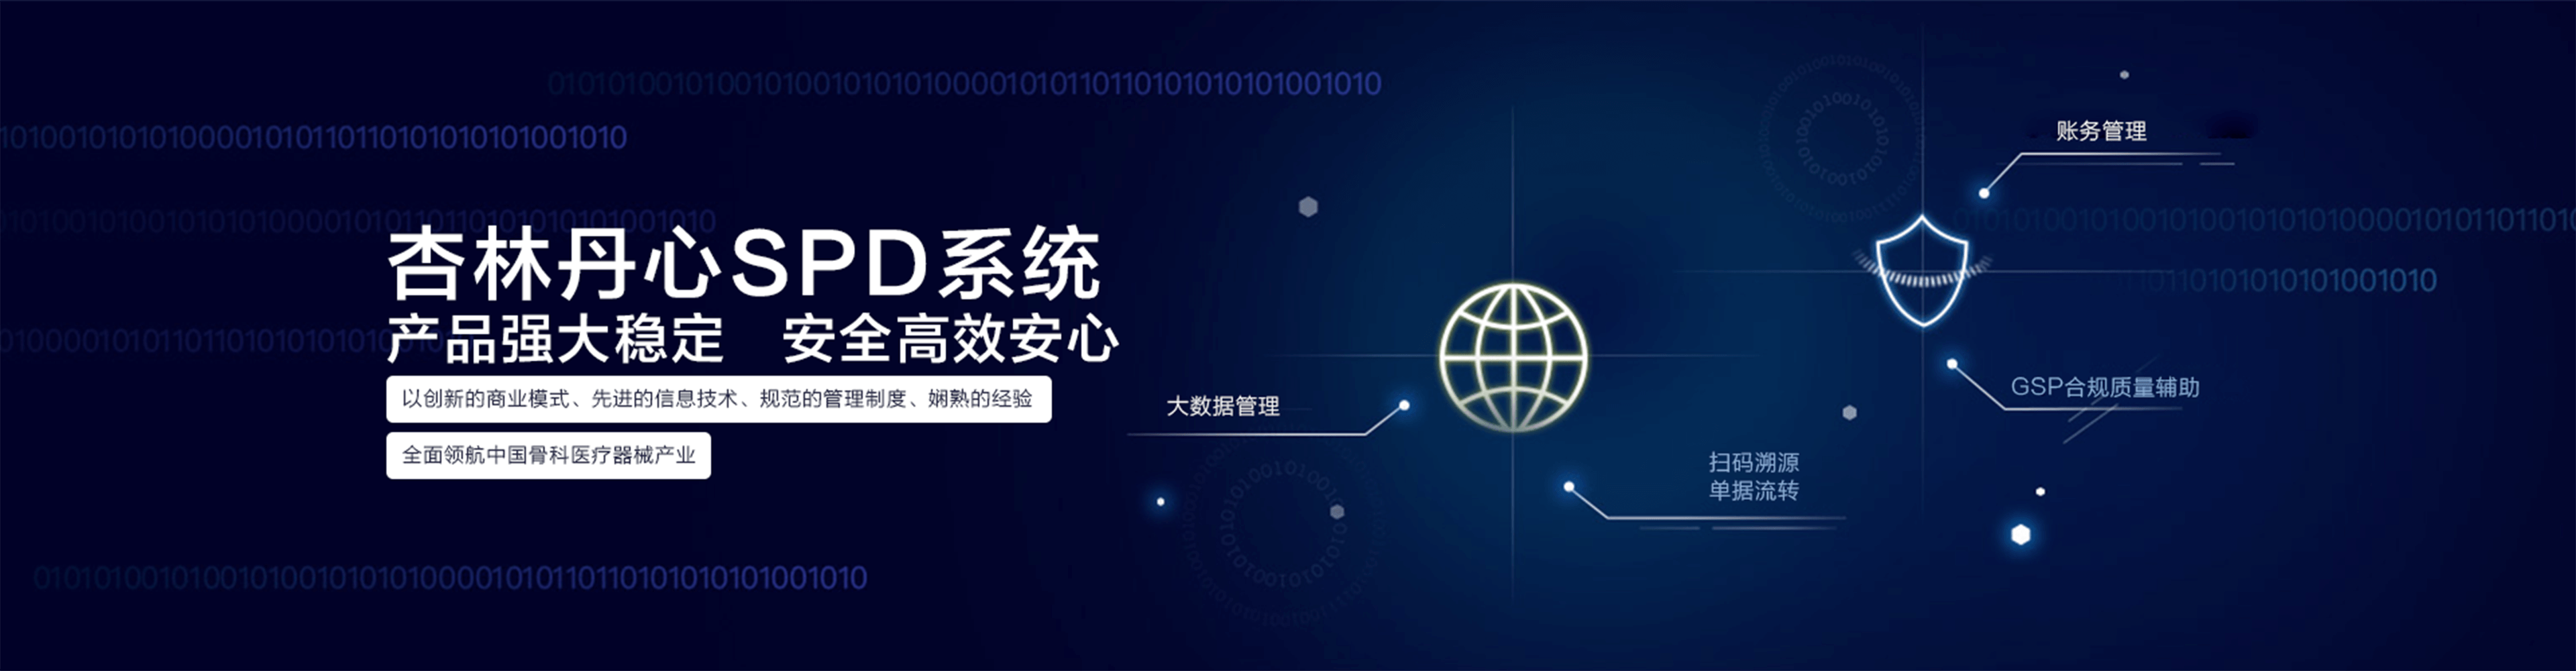 杏林丹心SPD系统
产品强大稳定 安全高效安心
以创新的商业模式、先进的信息技术、规范的管理制度、娴熟的经验
全面领航中国骨科医疗器械产业
大数据管理
扫码溯源
单据流转
账务管理
GSP合规质量辅助